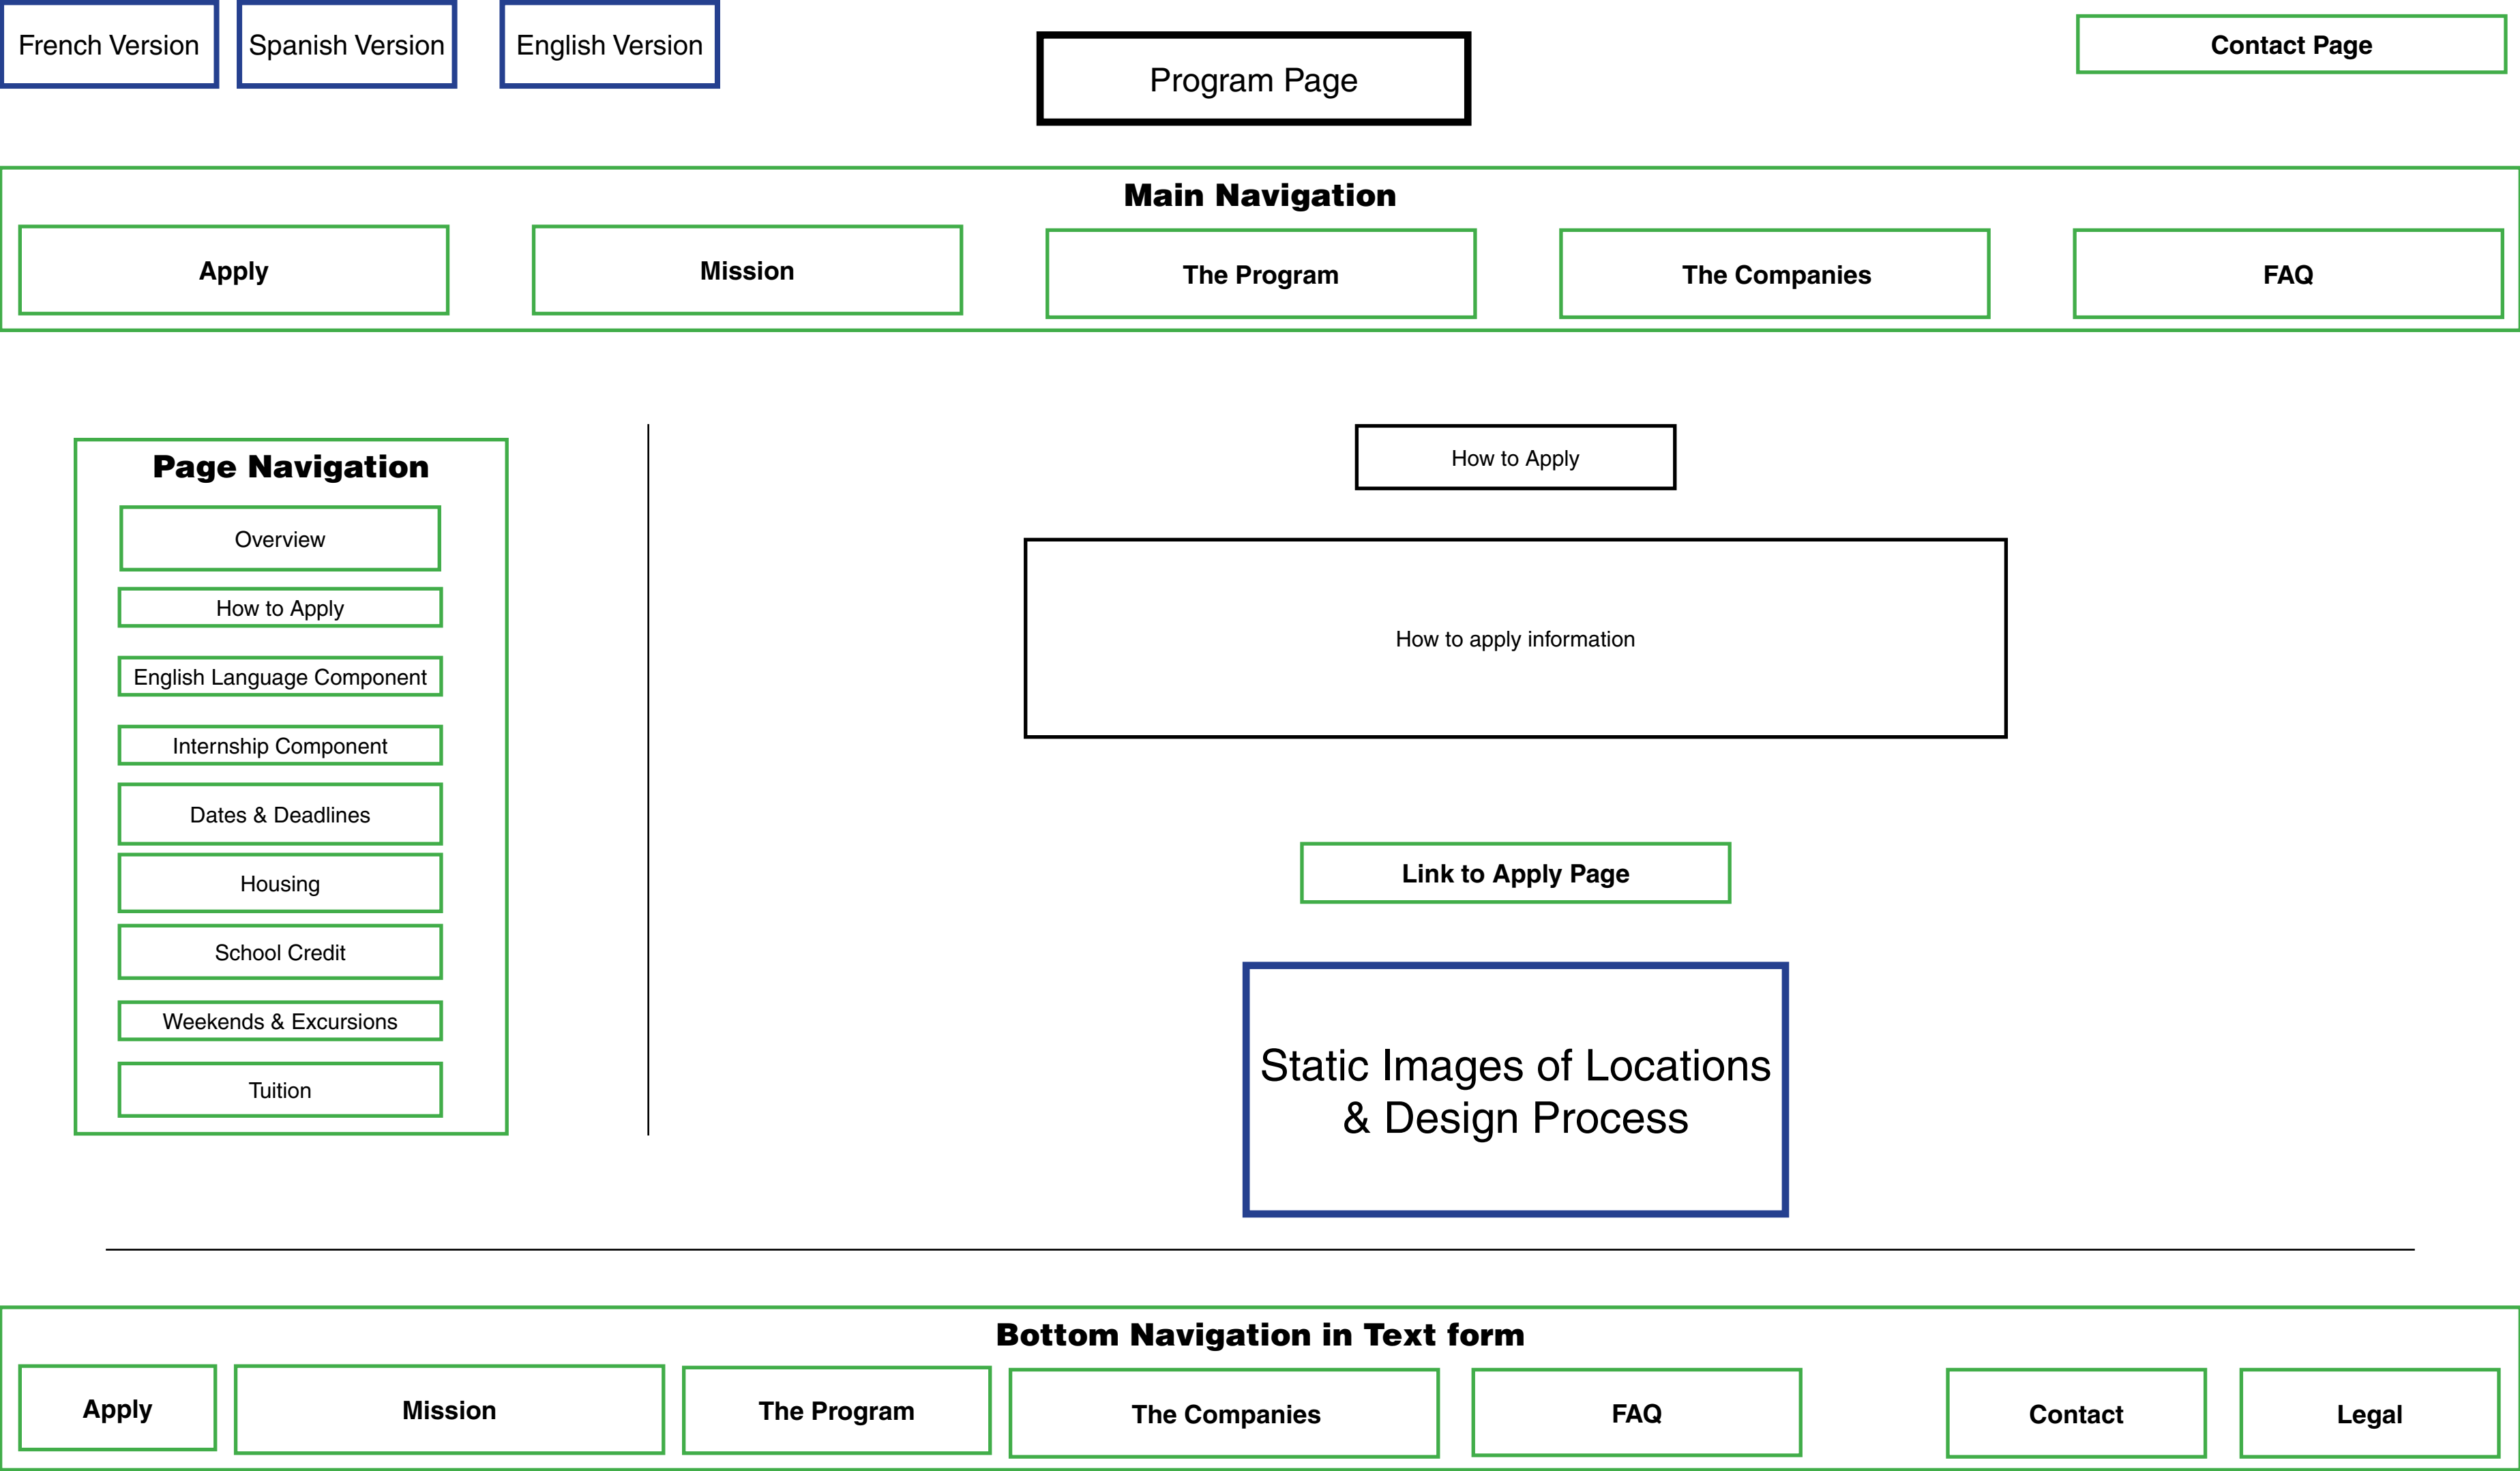 French Version
Spanish Version
English Version
Program Page
Contact Page
Main Navigation
Apply
Mission
The Program
The Companies
FAQ
Page Navigation
Overview
How to Apply
English Language Component
Internship Component
Dates & Deadlines
Housing
School Credit
Weekends & Excursions
Tuition
How to Apply
How to apply information
Link to Apply Page
Static Images of Locations
& Design Process
Bottom Navigation in Text form
Apply
Mission
The Program
The Companies
FAQ
Contact
Legal